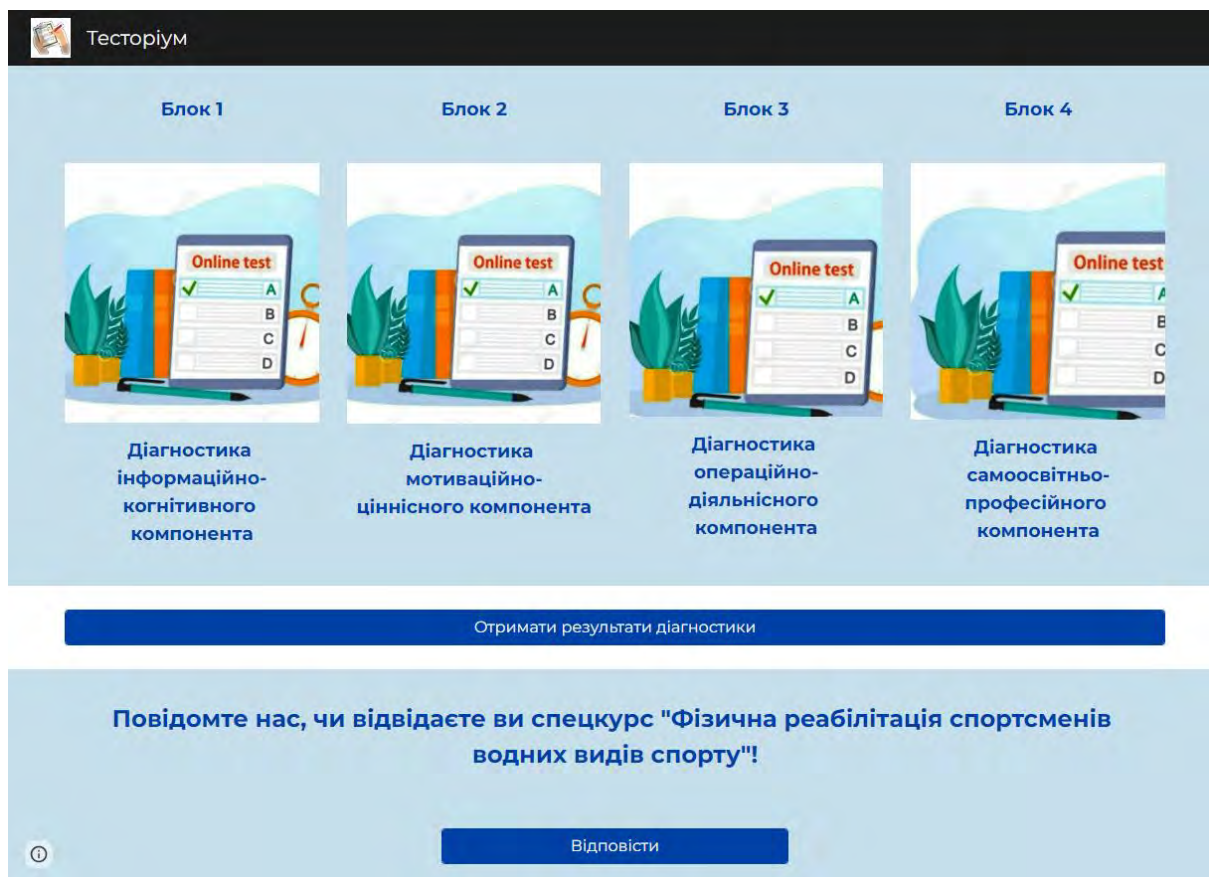 Тесторіум
Блок 1
Блок 2
Блок 3
Блок 4
Online test
A
B
C
D
Online test
A
B
C
D
Online test
A
B
C
D
Online test
A
B
C
D
Діагностика
інформаційно-
когнітивного
компонента
Діагностика
мотиваційно-
ціннісного компонента
Діагностика
операційно-
діяльнісного
компонента
Діагностика
самоосвітньо-
професійного
компонента
Отримати результати діагностики
Повідомте нас, чи відвідаєте ви спецкурс "Фізична реабілітація спортсменів
водних видів спорту"!
Відповісти